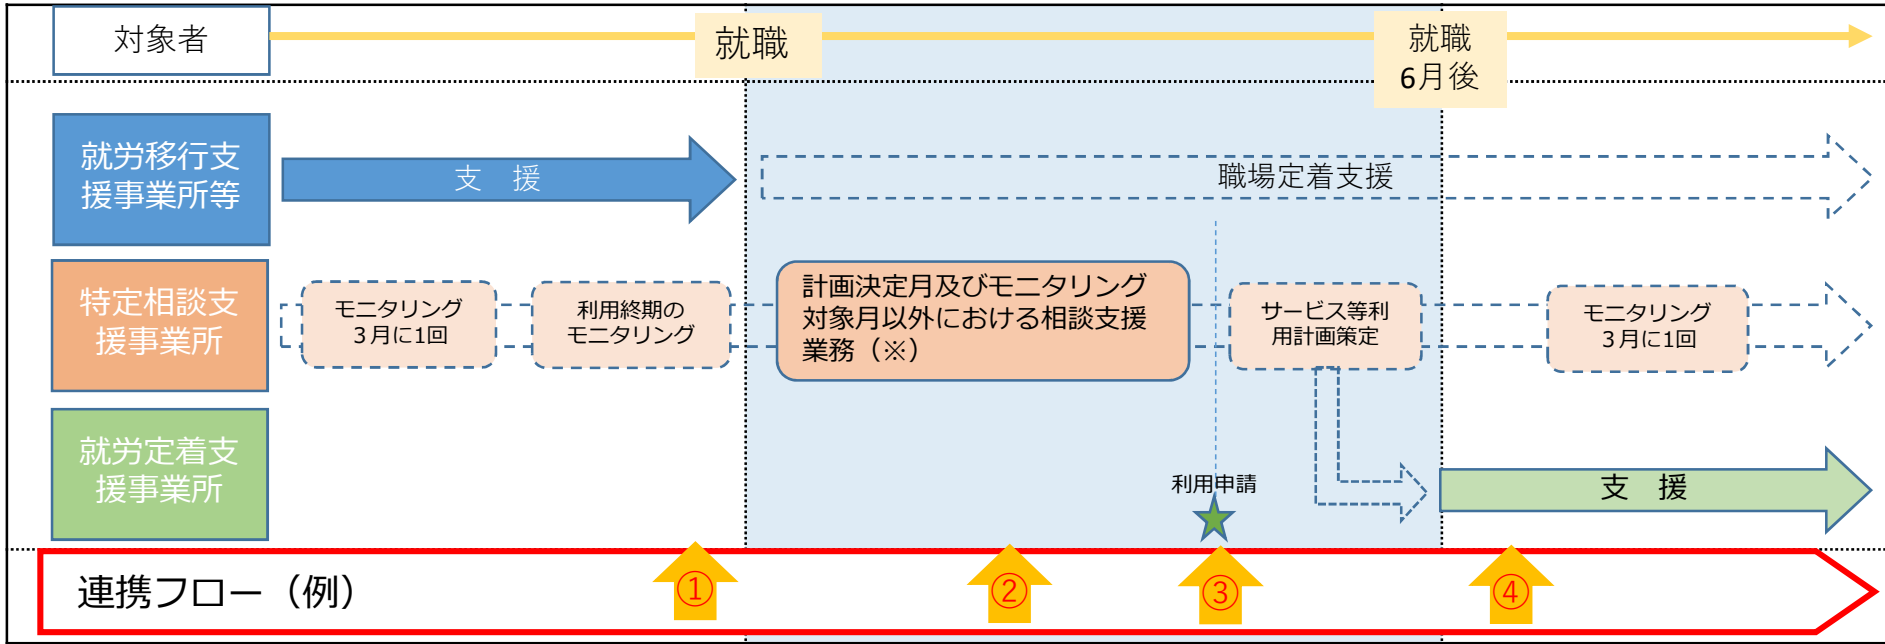 対象者
就職
就職
6月後
就労移行支
援事業所等
支　援
職場定着支援
特定相談支
援事業所
モニタリング
３月に1回
利用終期の
モニタリング
計画決定月及びモニタリング
対象月以外における相談支援
業務（※）
サービス等利
用計画策定
モニタリング
３月に1回
就労定着支
援事業所
利用申請
支　援
連携フロー（例）
①
②
③
④